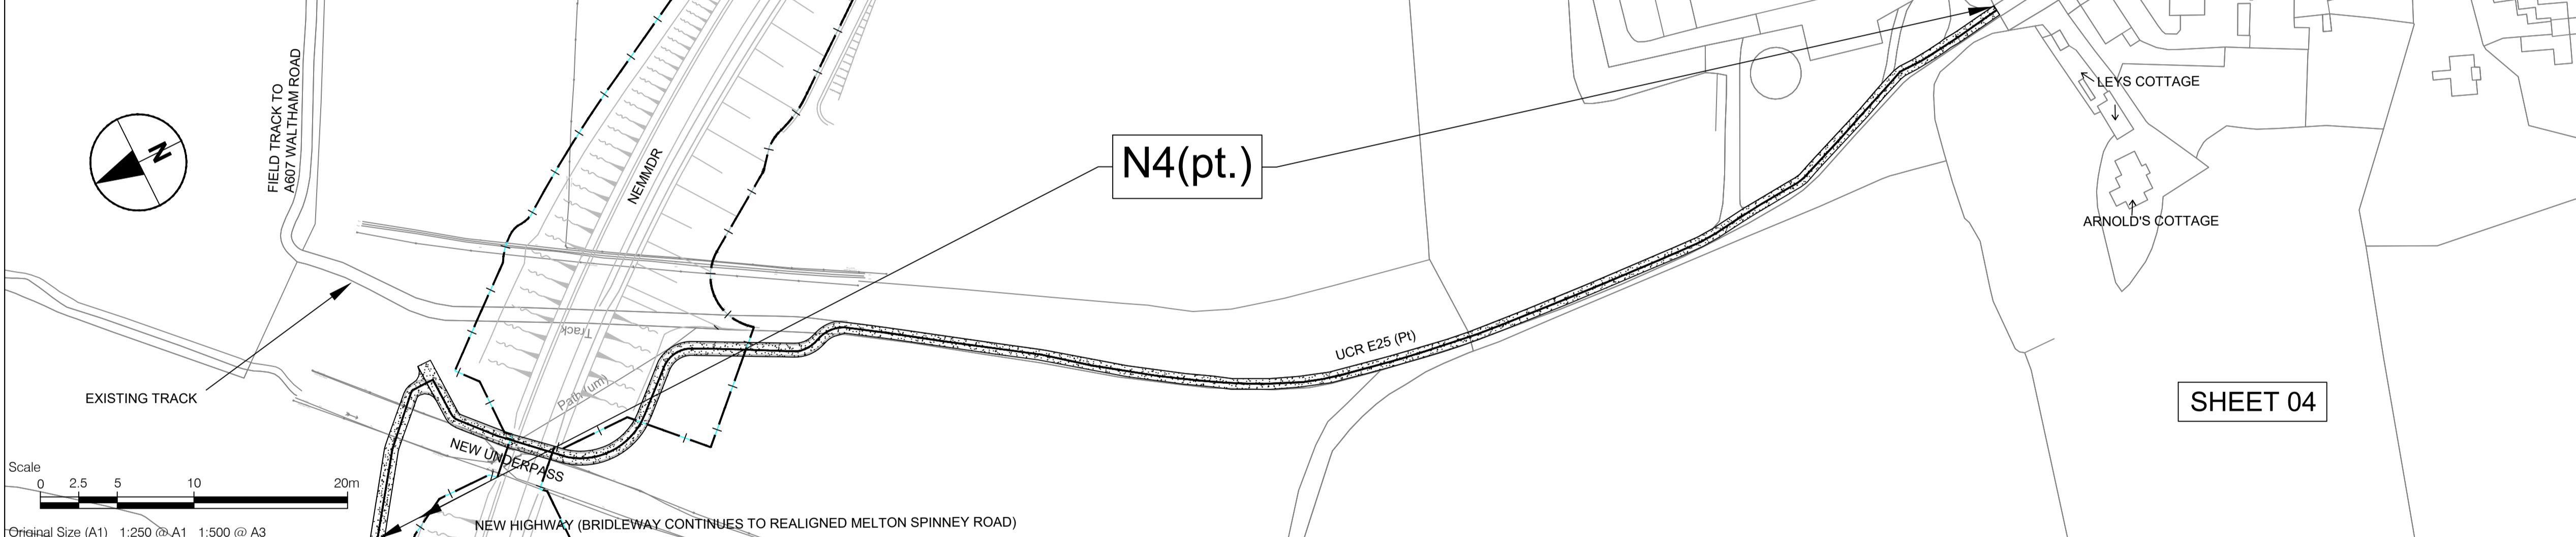 FIELD TRACK TO
A607 WALTHAM ROAD
N
NEMMDR
N4(pt.)
LEYS COTTAGE
ARNOLD'S COTTAGE
Track
UCR E25 (Pt)
Path (um)
EXISTING TRACK
SHEET 04
NEW UNDERPASS
Scale
0 2.5 5 10 20m
NEW HIGHWAY (BRIDLEWAY CONTINUES TO REALIGNED MELTON SPINNEY ROAD)
Original Size (A1) 1:250 @ A1 1:500 @ A3